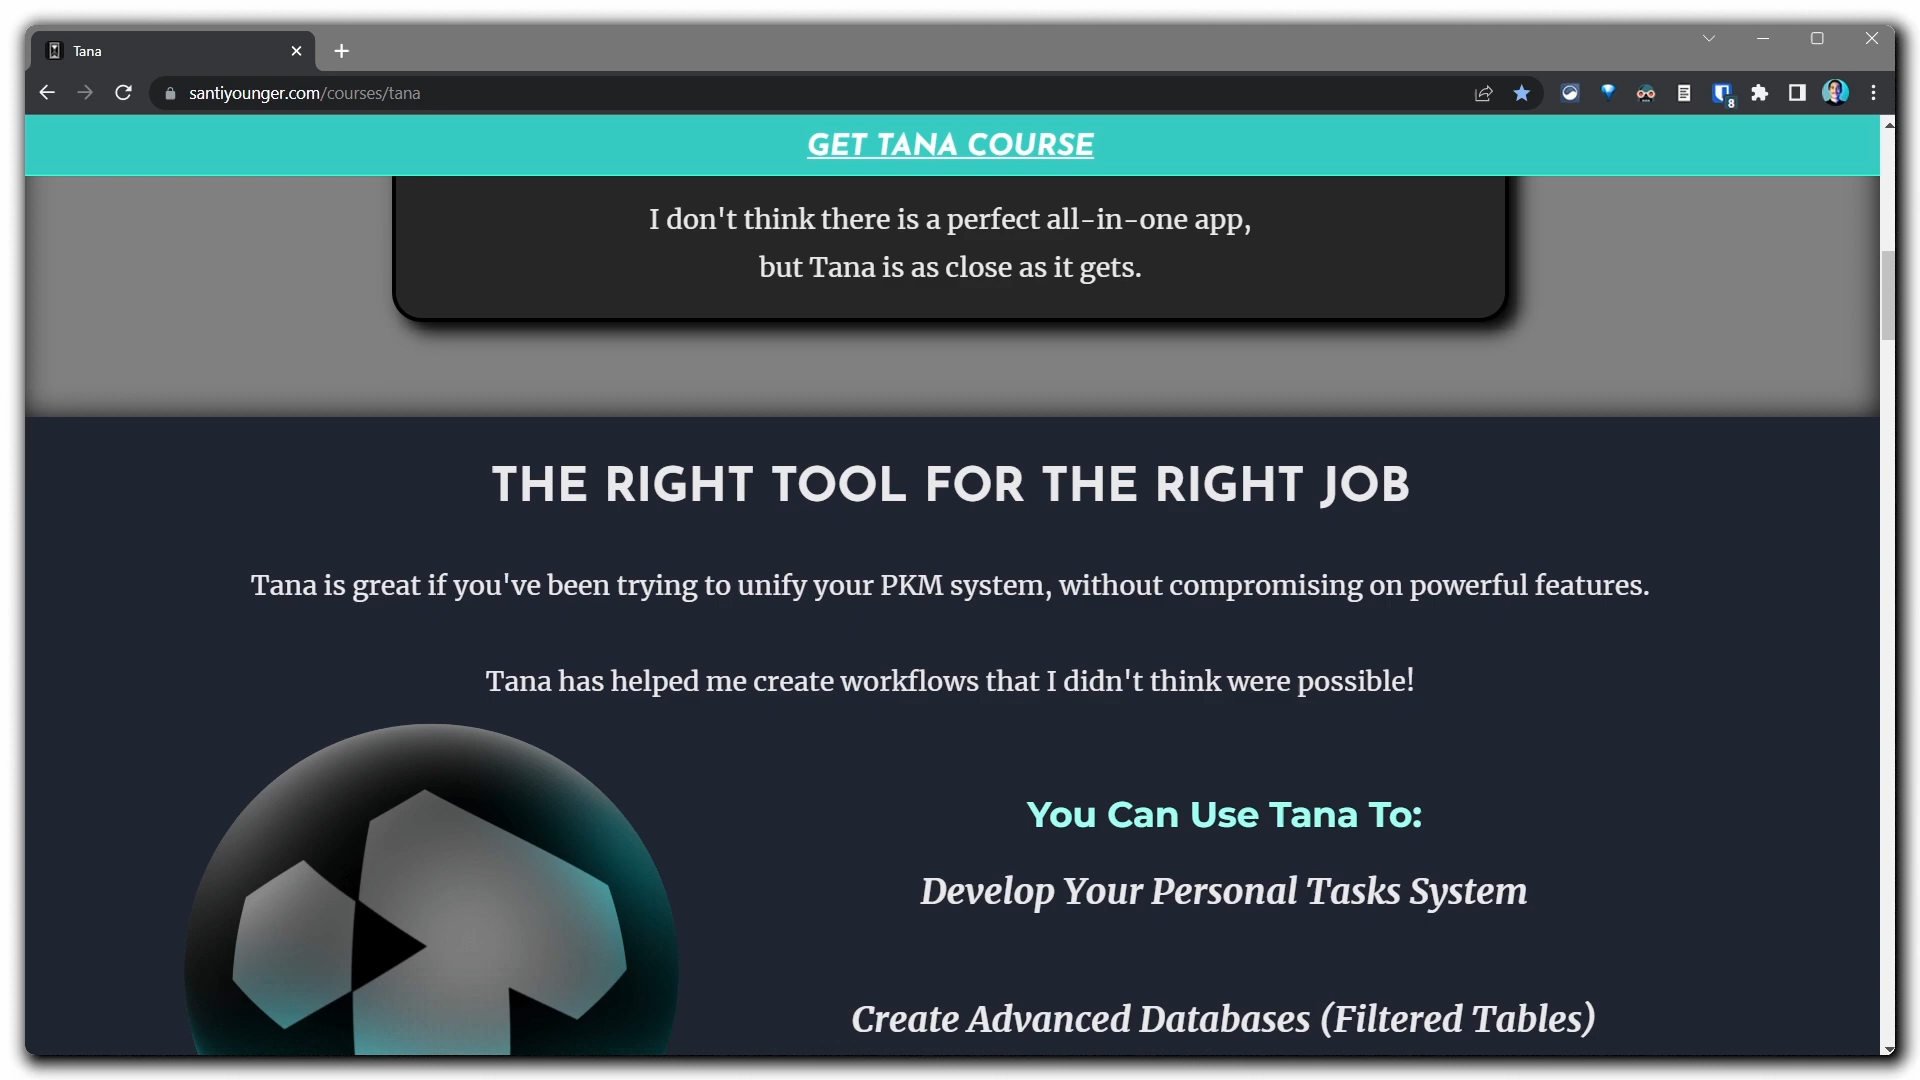 Tana
santiyounger.com/courses/tana
8
GET TANA COURSE
I don't think there is a perfect all-in-one app,
but Tana is as close as it gets.
THE RIGHT TOOL FOR THE RIGHT JOB
Tana is great if you've been trying to unify your PKM system, without compromising on powerful features.
Tana has helped me create workflows that I didn't think were possible!
You Can Use Tana To:
Develop Your Personal Tasks System
Create Advanced Databases (Filtered Tables)